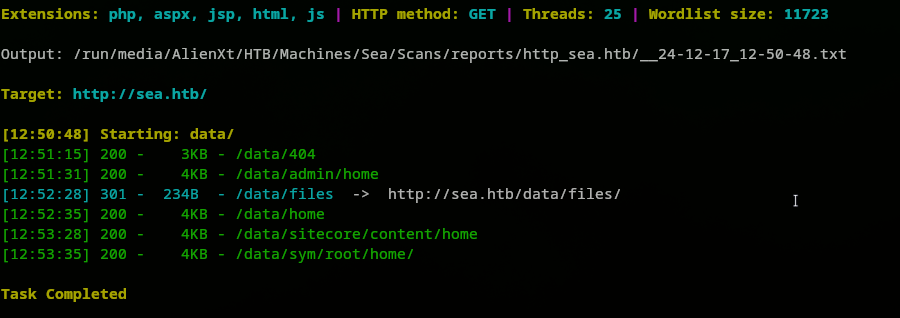 Extensions: php, aspx, jsp, html, js | HTTP method: GET | Threads: 25 | Wordlist size: 11723
Output: /run/media/AlienXt/HTB/Machines/Sea/Scans/reports/http_sea.htb/__24-12-17_12-50-48.txt
Target: http://sea.htb/
[12:50:48] Starting: data/
[12:51:15] 200 -    3KB - /data/404
[12:51:31] 200 -    4KB - /data/admin/home
[12:52:28] 301 -  234B  - /data/files  ->  http://sea.htb/data/files/
[12:52:35] 200 -    4KB - /data/home
[12:53:28] 200 -    4KB - /data/sitecore/content/home
[12:53:35] 200 -    4KB - /data/sym/root/home/
Task Completed